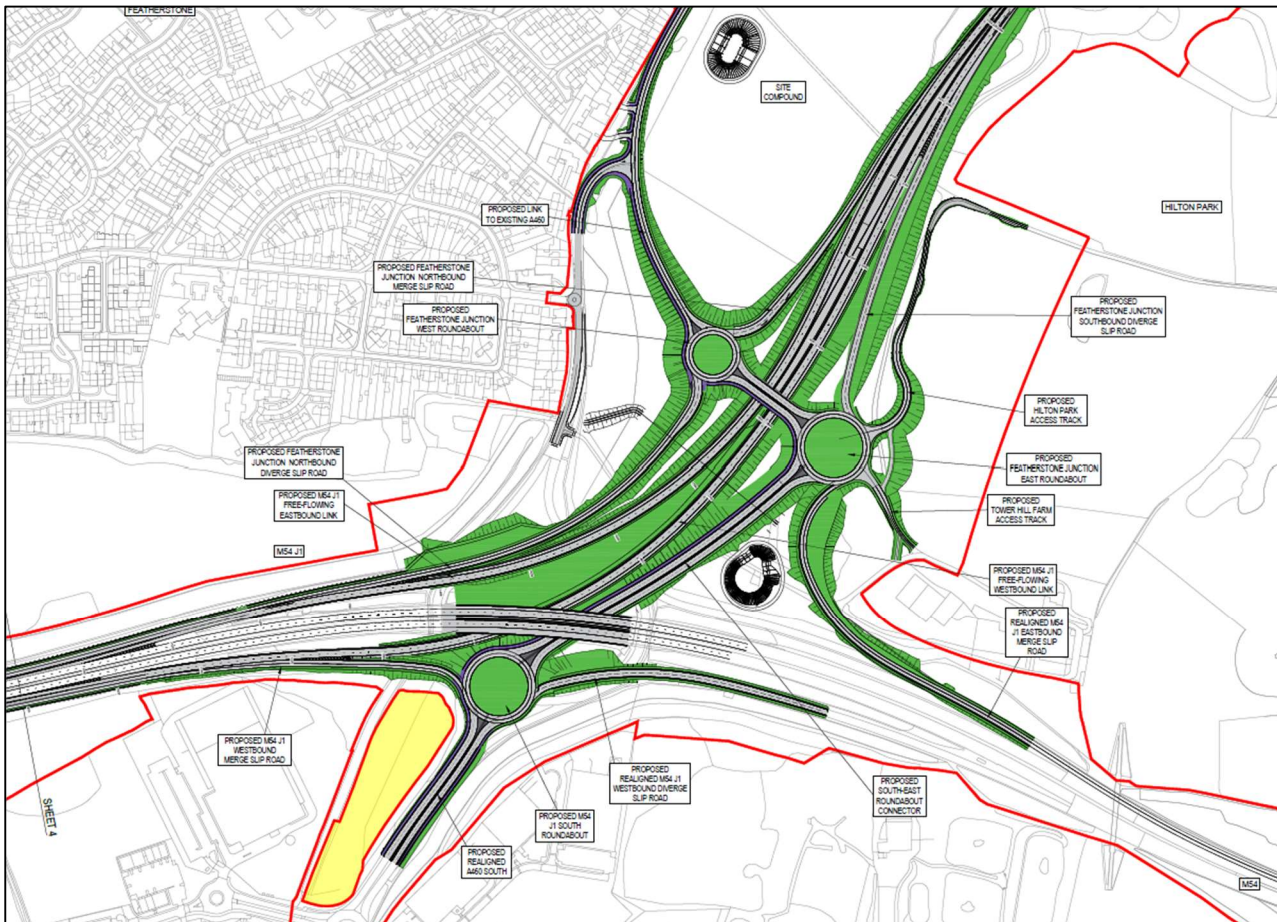 FEATHERSTONE
SITE
COMPOUND
HILTON PARK
PROPOSED LINK
TO EXISTING A460
PROPOSED FEATHERSTONE
JUNCTION NORTHBOUND
MERGE SLIP ROAD
PROPOSED
FEATHERSTONE JUNCTION
WEST ROUNDABOUT
PROPOSED
FEATHERSTONE JUNCTION
SOUTHBOUND DIVERGE
SLIP ROAD
PROPOSED
HILTON PARK
ACCESS TRACK
PROPOSED FEATHERSTONE
JUNCTION NORTHBOUND
DIVERGE SLIP ROAD
PROPOSED
FEATHERSTONE JUNCTION
EAST ROUNDABOUT
PROPOSED M54 J1
FREE-FLOWING
EASTBOUND LINK
PROPOSED
TOWER HILL FARM
ACCESS TRACK
M54 J1
PROPOSED M54 J1
FREE-FLOWING
WESTBOUND LINK
PROPOSED
REALIGNED M54
J1 EASTBOUND
MERGE SLIP
ROAD
PROPOSED M54 J1
WESTBOUND
MERGE SLIP ROAD
PROPOSED
REALIGNED M54 J1
WESTBOUND DIVERGE
SLIP ROAD
PROPOSED
SOUTH-EAST
ROUNDABOUT
CONNECTOR
SHEET 4
PROPOSED M54
J1 SOUTH
ROUNDABOUT
PROPOSED
REALIGNED
A460 SOUTH
M54